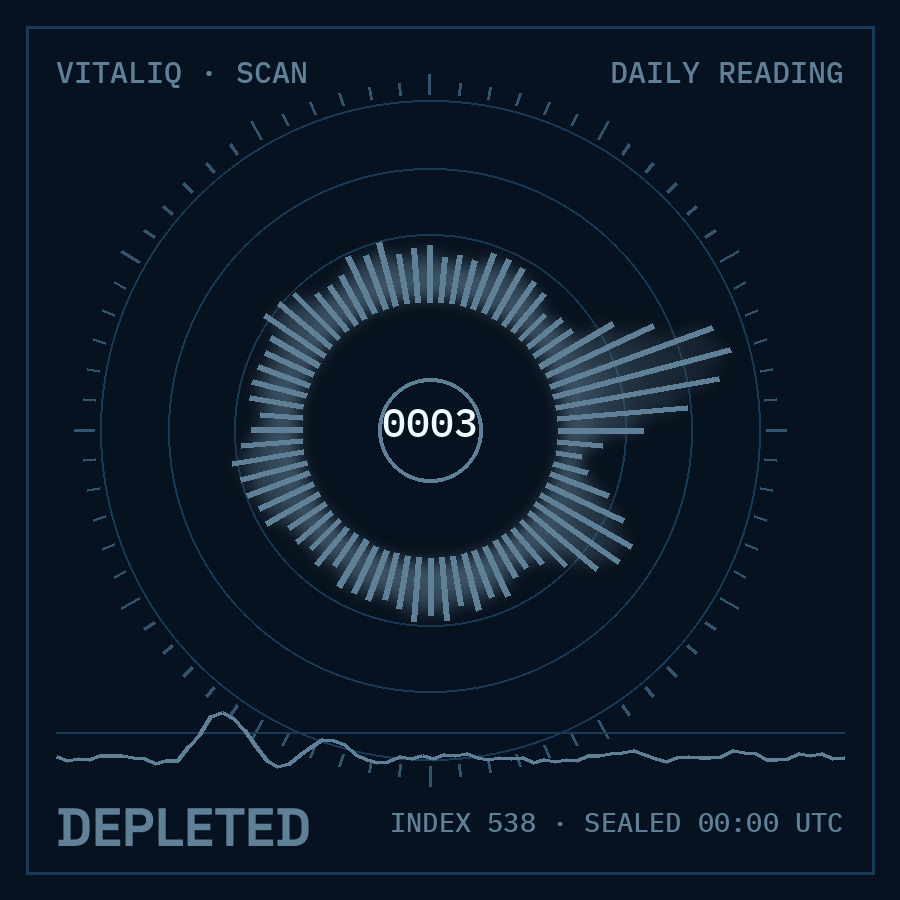 VITALIQ · SCAN
DAILY READING
0003
DEPLETED
INDEX 538 · SEALED 00:00 UTC